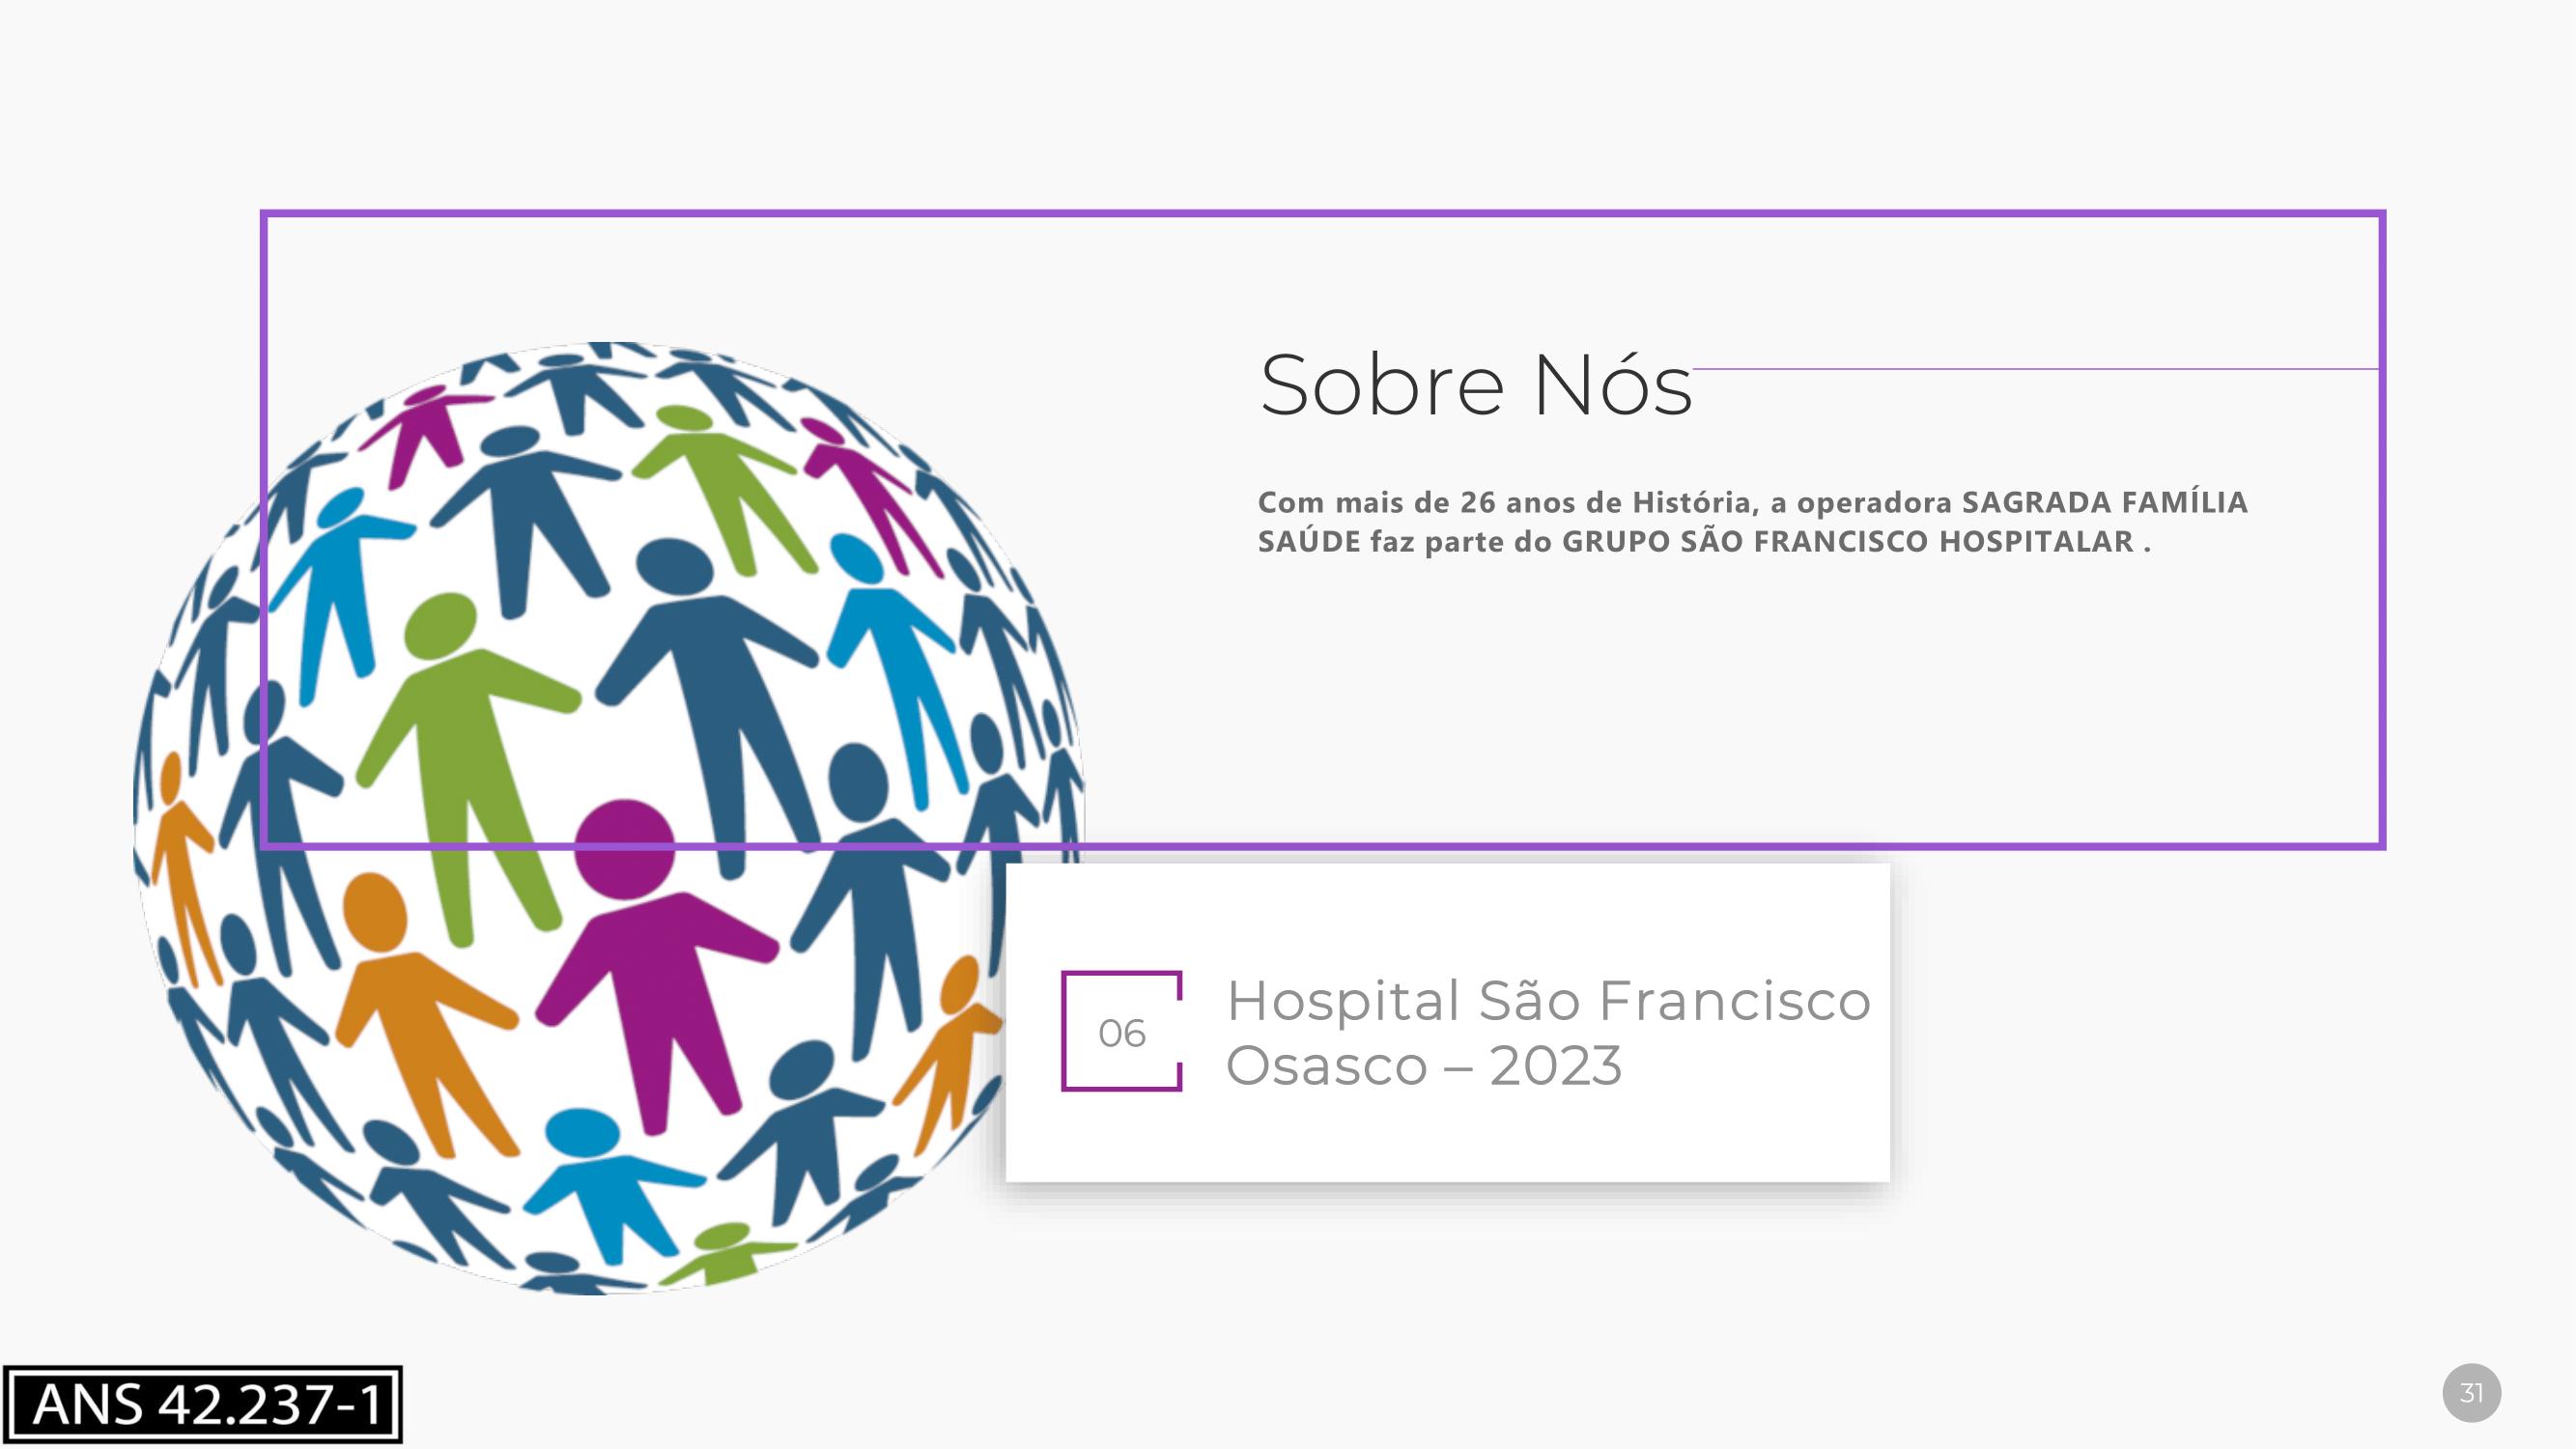 Sobre Nós
Com mais de 26 anos de História, a operadora SAGRADA FAMÍLIA
SAÚDE faz parte do GRUPO SÃO FRANCISCO HOSPITALAR .
06
Hospital São Francisco
Osasco – 2023
ANS 42.237-1
31